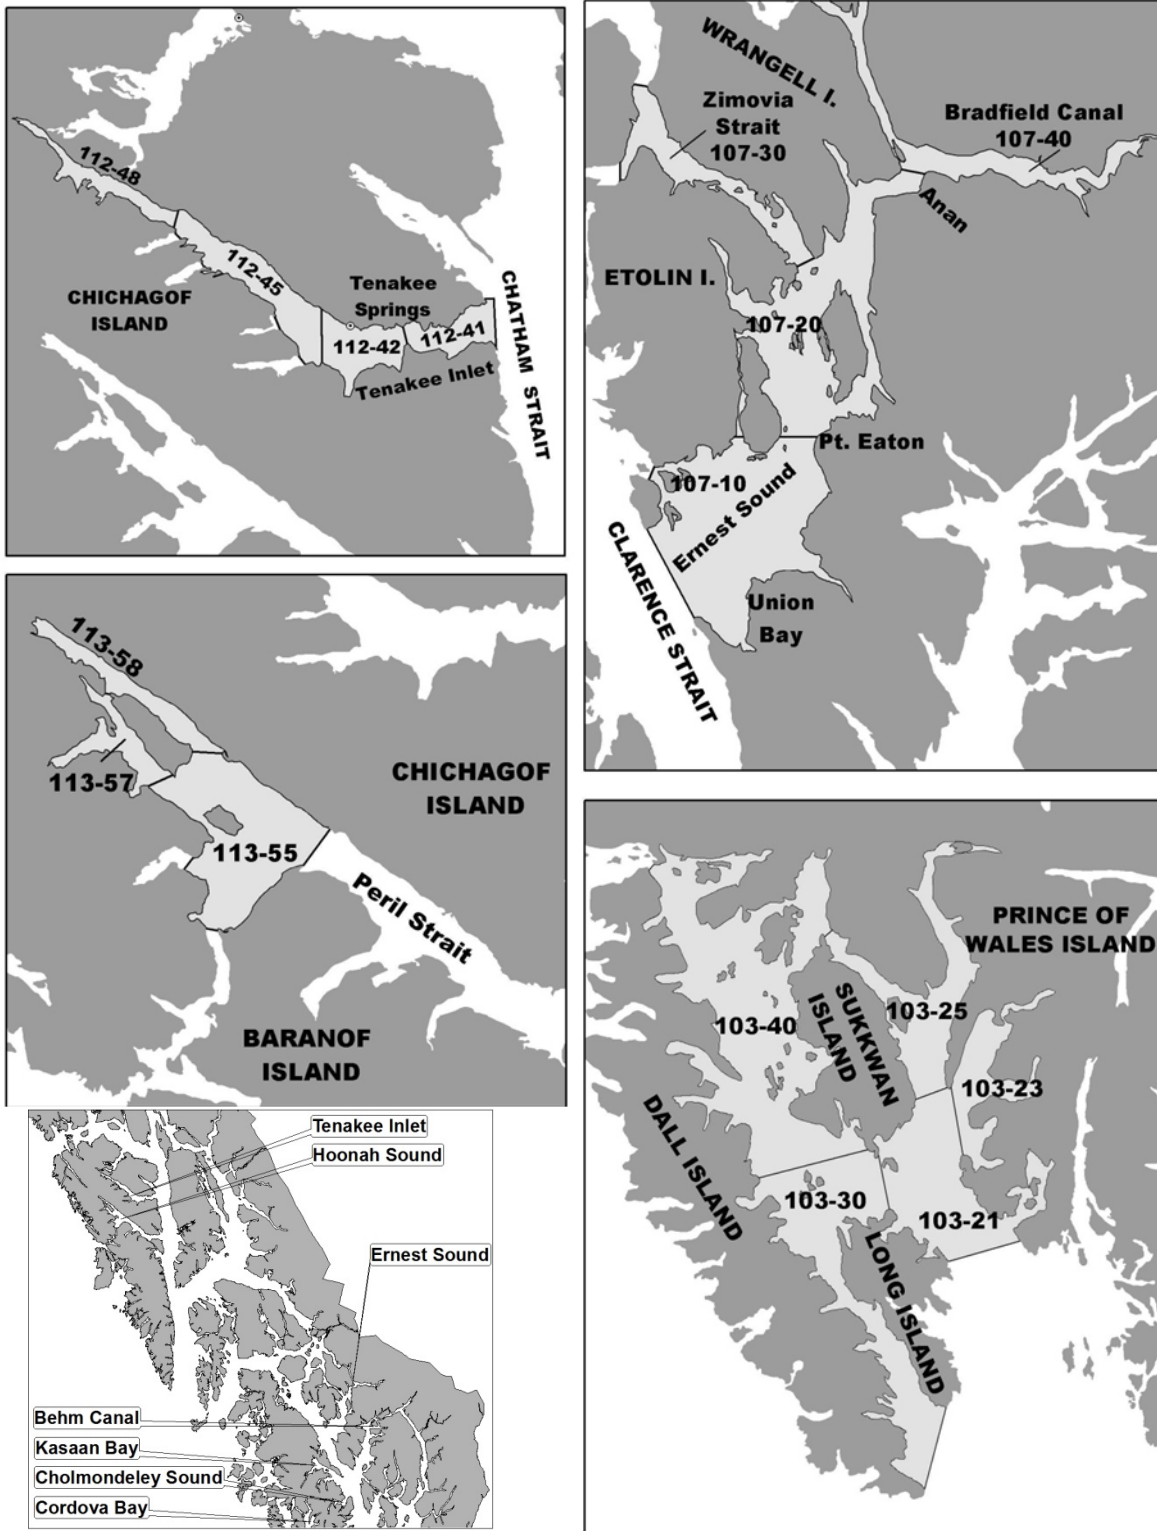 112-48
112-45
CHICHAGOF
ISLAND
Tenakee
Springs
112-42
112-41
Tenakee Inlet
CHATHAM STRAIT
WRANGELL I.
Zimovia
Strait
107-30
Bradfield Canal
107-40
Anan
ETOLIN I.
107-20
Pt. Eaton
107-10
Ernest Sound
CLARENCE STRAIT
Union
Bay
113-58
113-57
CHICHAGOF
ISLAND
113-55
Peril Strait
BARANOF
ISLAND
PRINCE OF
WALES ISLAND
SUKKWAN
ISLAND
103-40
103-25
103-23
DALL ISLAND
103-30
103-21
LONG ISLAND
Tenakee Inlet
Hoonah Sound
Ernest Sound
Behm Canal
Kasaan Bay
Cholmondeley Sound
Cordova Bay